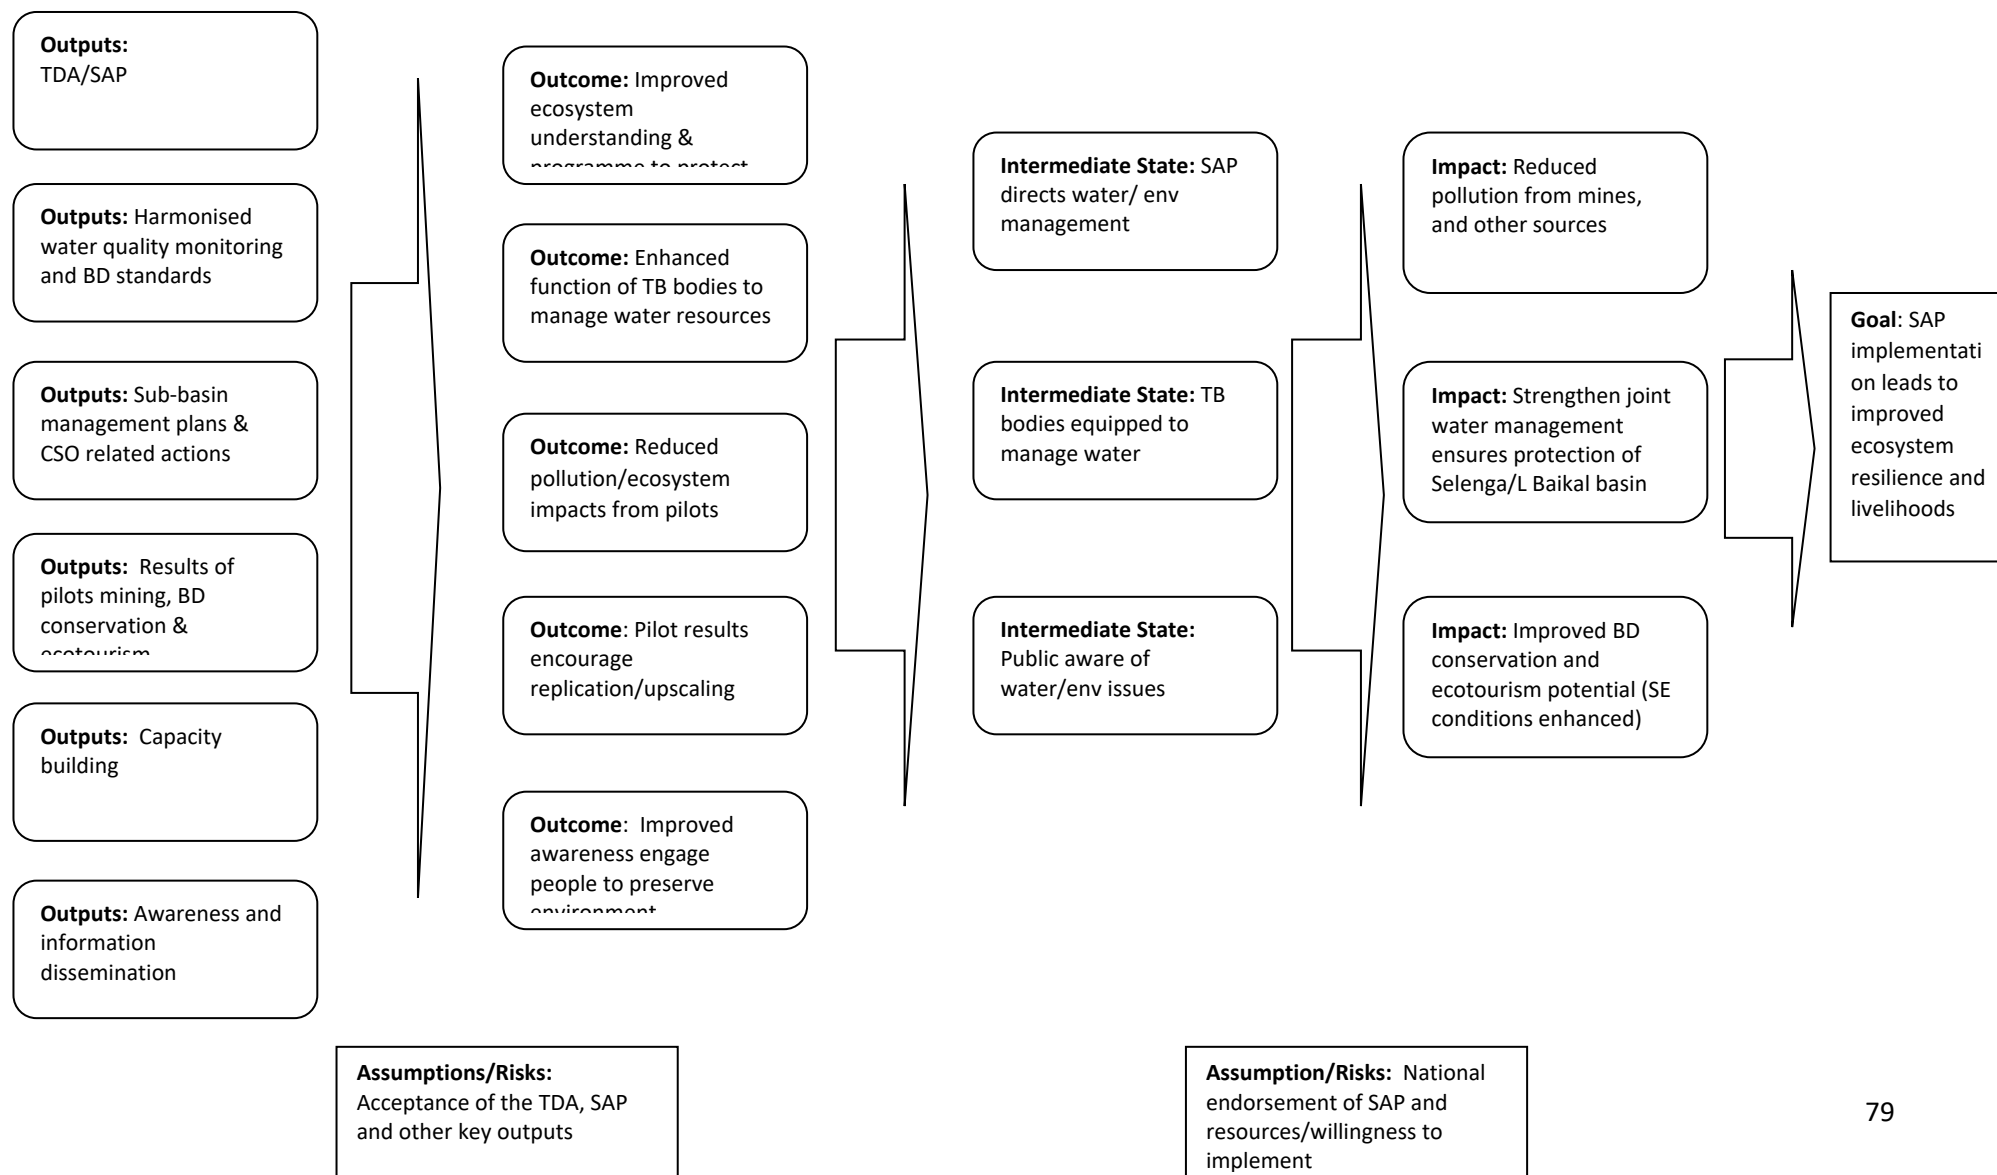 Outputs:
TDA/SAP
Outputs: Harmonised
water quality monitoring
and BD standards
Outputs: Sub-basin
management plans &
CSO related actions
Outputs: Results of
pilots mining, BD
conservation &
ecotourism
Outputs: Capacity
building
Outputs: Awareness and
information
dissemination
Outcome: Improved
ecosystem
understanding &
programme to protect
Outcome: Enhanced
function of TB bodies to
manage water resources
Outcome: Reduced
pollution/ecosystem
impacts from pilots
Outcome: Pilot results
encourage
replication/upscaling
Outcome: Improved
awareness engage
people to preserve
environment
Intermediate State: SAP
directs water/ env
management
Intermediate State: TB
bodies equipped to
manage water
Intermediate State:
Public aware of
water/env issues
Impact: Reduced
pollution from mines,
and other sources
Impact: Strengthen joint
water management
ensures protection of
Selenga/L Baikal basin
Impact: Improved BD
conservation and
ecotourism potential (SE
conditions enhanced)
Goal: SAP
implementati
on leads to
improved
ecosystem
resilience and
livelihoods
Assumptions/Risks:
Acceptance of the TDA, SAP
and other key outputs
Assumption/Risks: National
endorsement of SAP and
resources/willingness to
implement
79